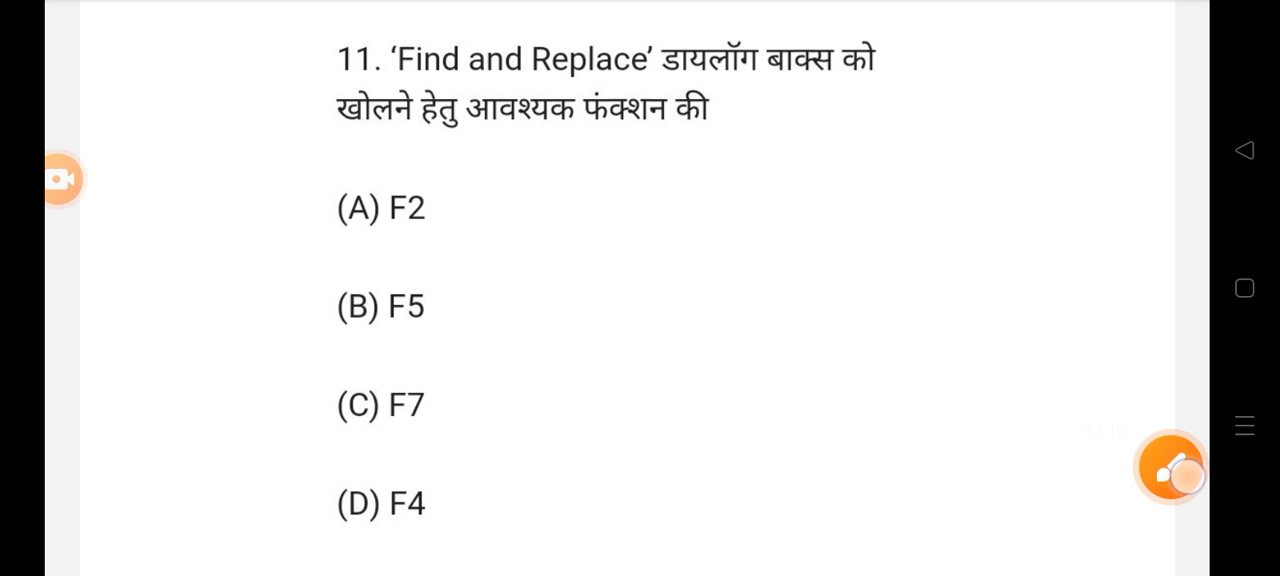 11. ‘Find and Replace’ डायलॉग बाक्स को
खोलने हेतु आवश्यक फंक्शन की
(A) F2
(B) F5
(C) F7
(D) F4